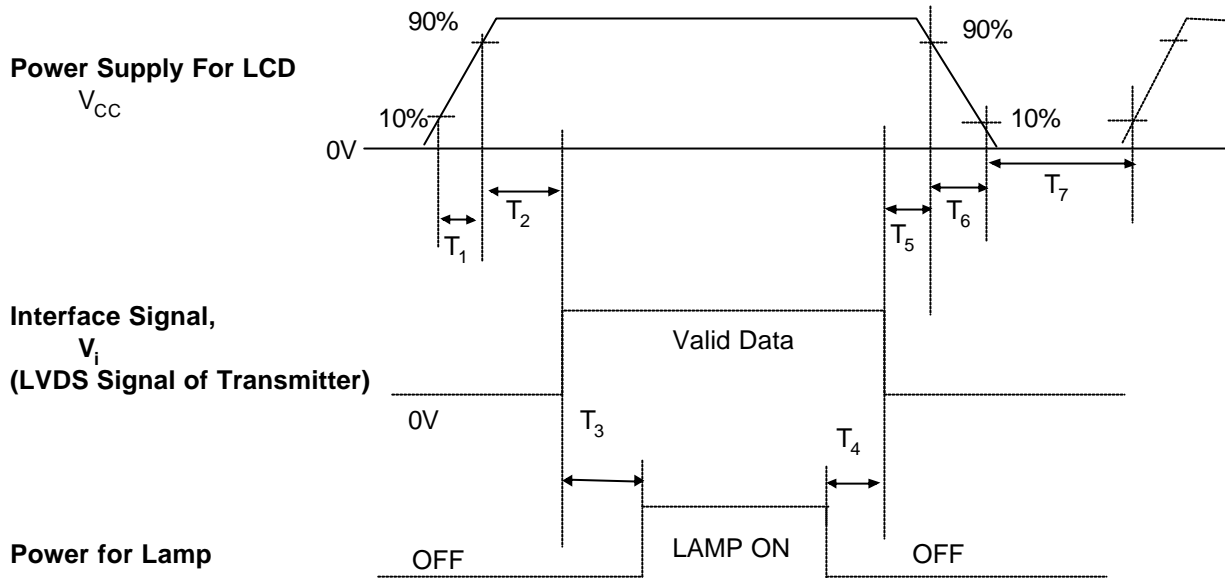 90%
90%
Power Supply For LCD
VCC
10%
10%
0V
T1
T2
T5
T6
T7
Interface Signal,
Vi
(LVDS Signal of Transmitter)
Valid Data
0V
T3
T4
Power for Lamp
OFF
LAMP ON
OFF